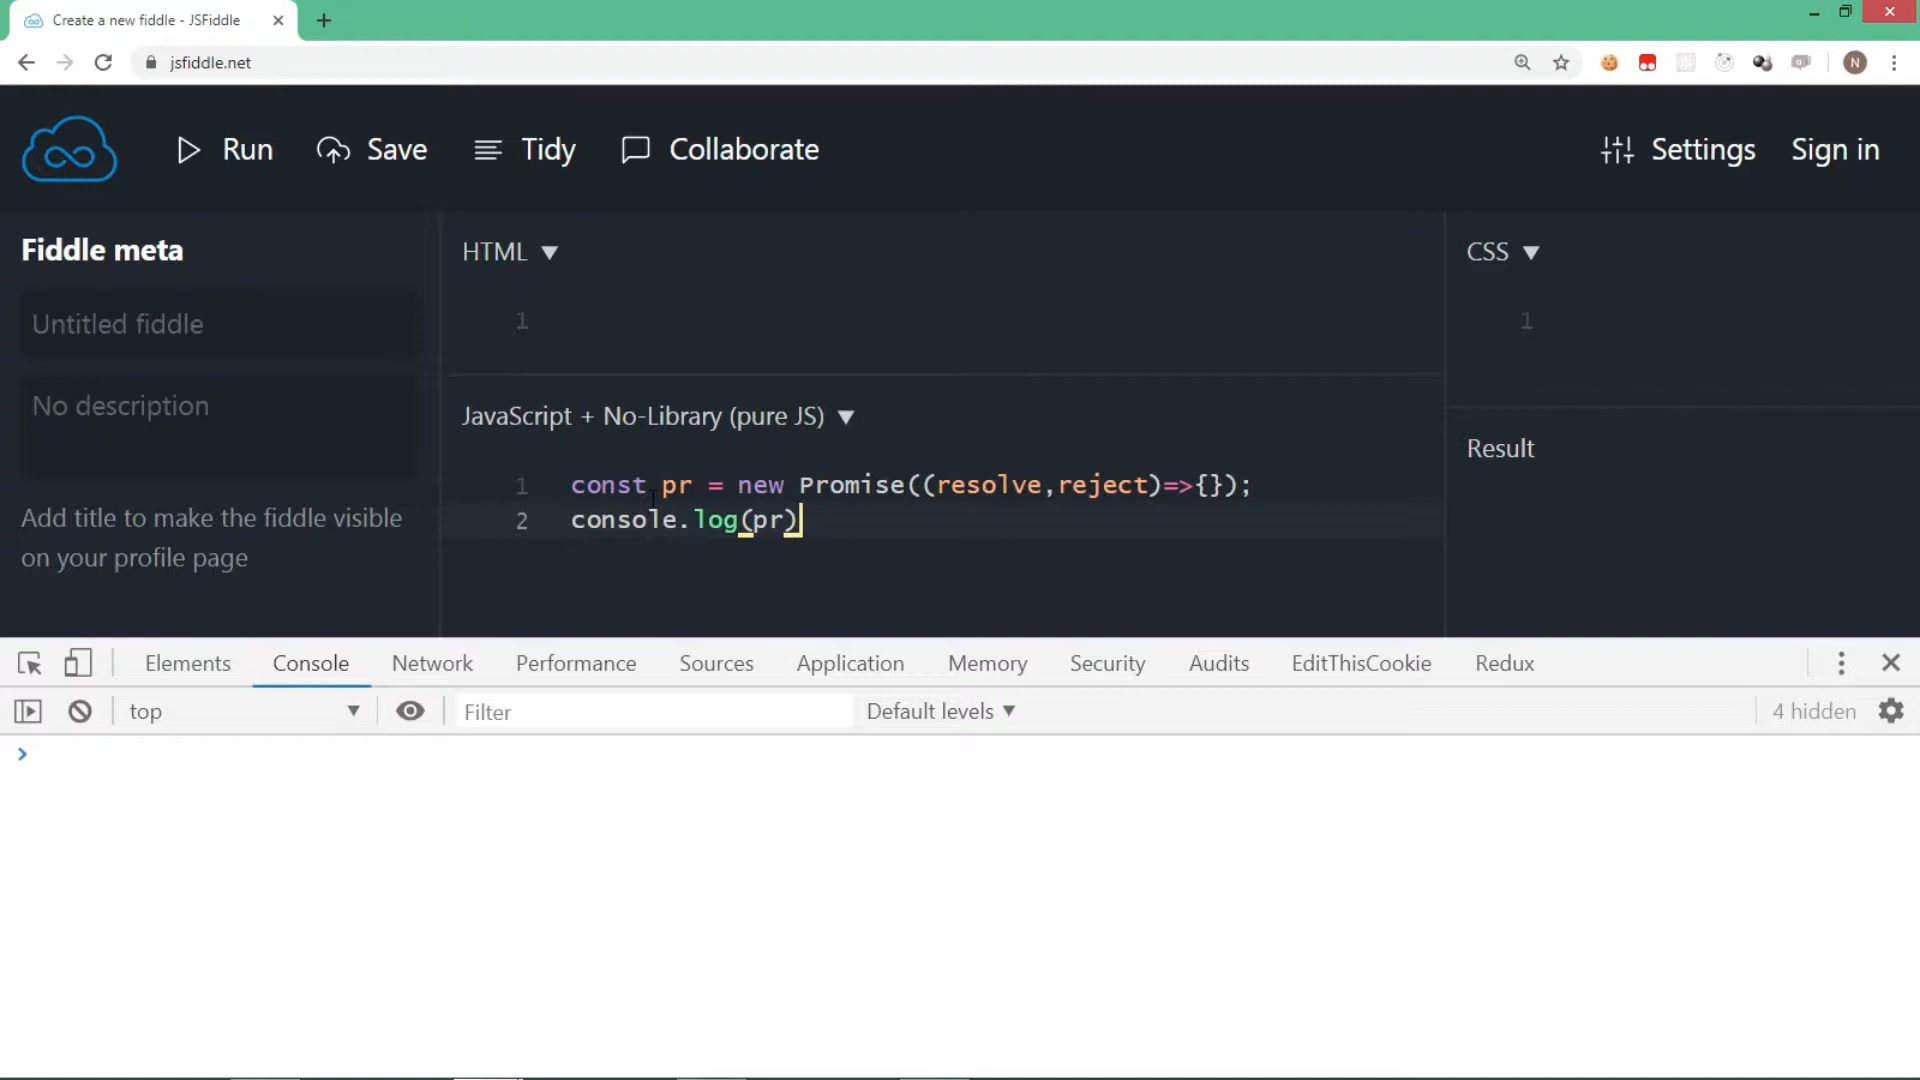 Create a new fiddle - JSFiddle
jsfiddle.net
N
Run
Save
Tidy
Collaborate
Settings
Sign in
Fiddle meta
Untitled fiddle
No description
Add title to make the fiddle visible
on your profile page
HTML ▼
1
CSS ▼
1
JavaScript + No-Library (pure JS) ▼
1 const pr = new Promise((resolve,reject)=>{});
2 console.log(pr)
Result
Elements Console Network Performance Sources Application Memory Security Audits EditThisCookie Redux
top ▼ Filter Default levels ▼ 4 hidden
>